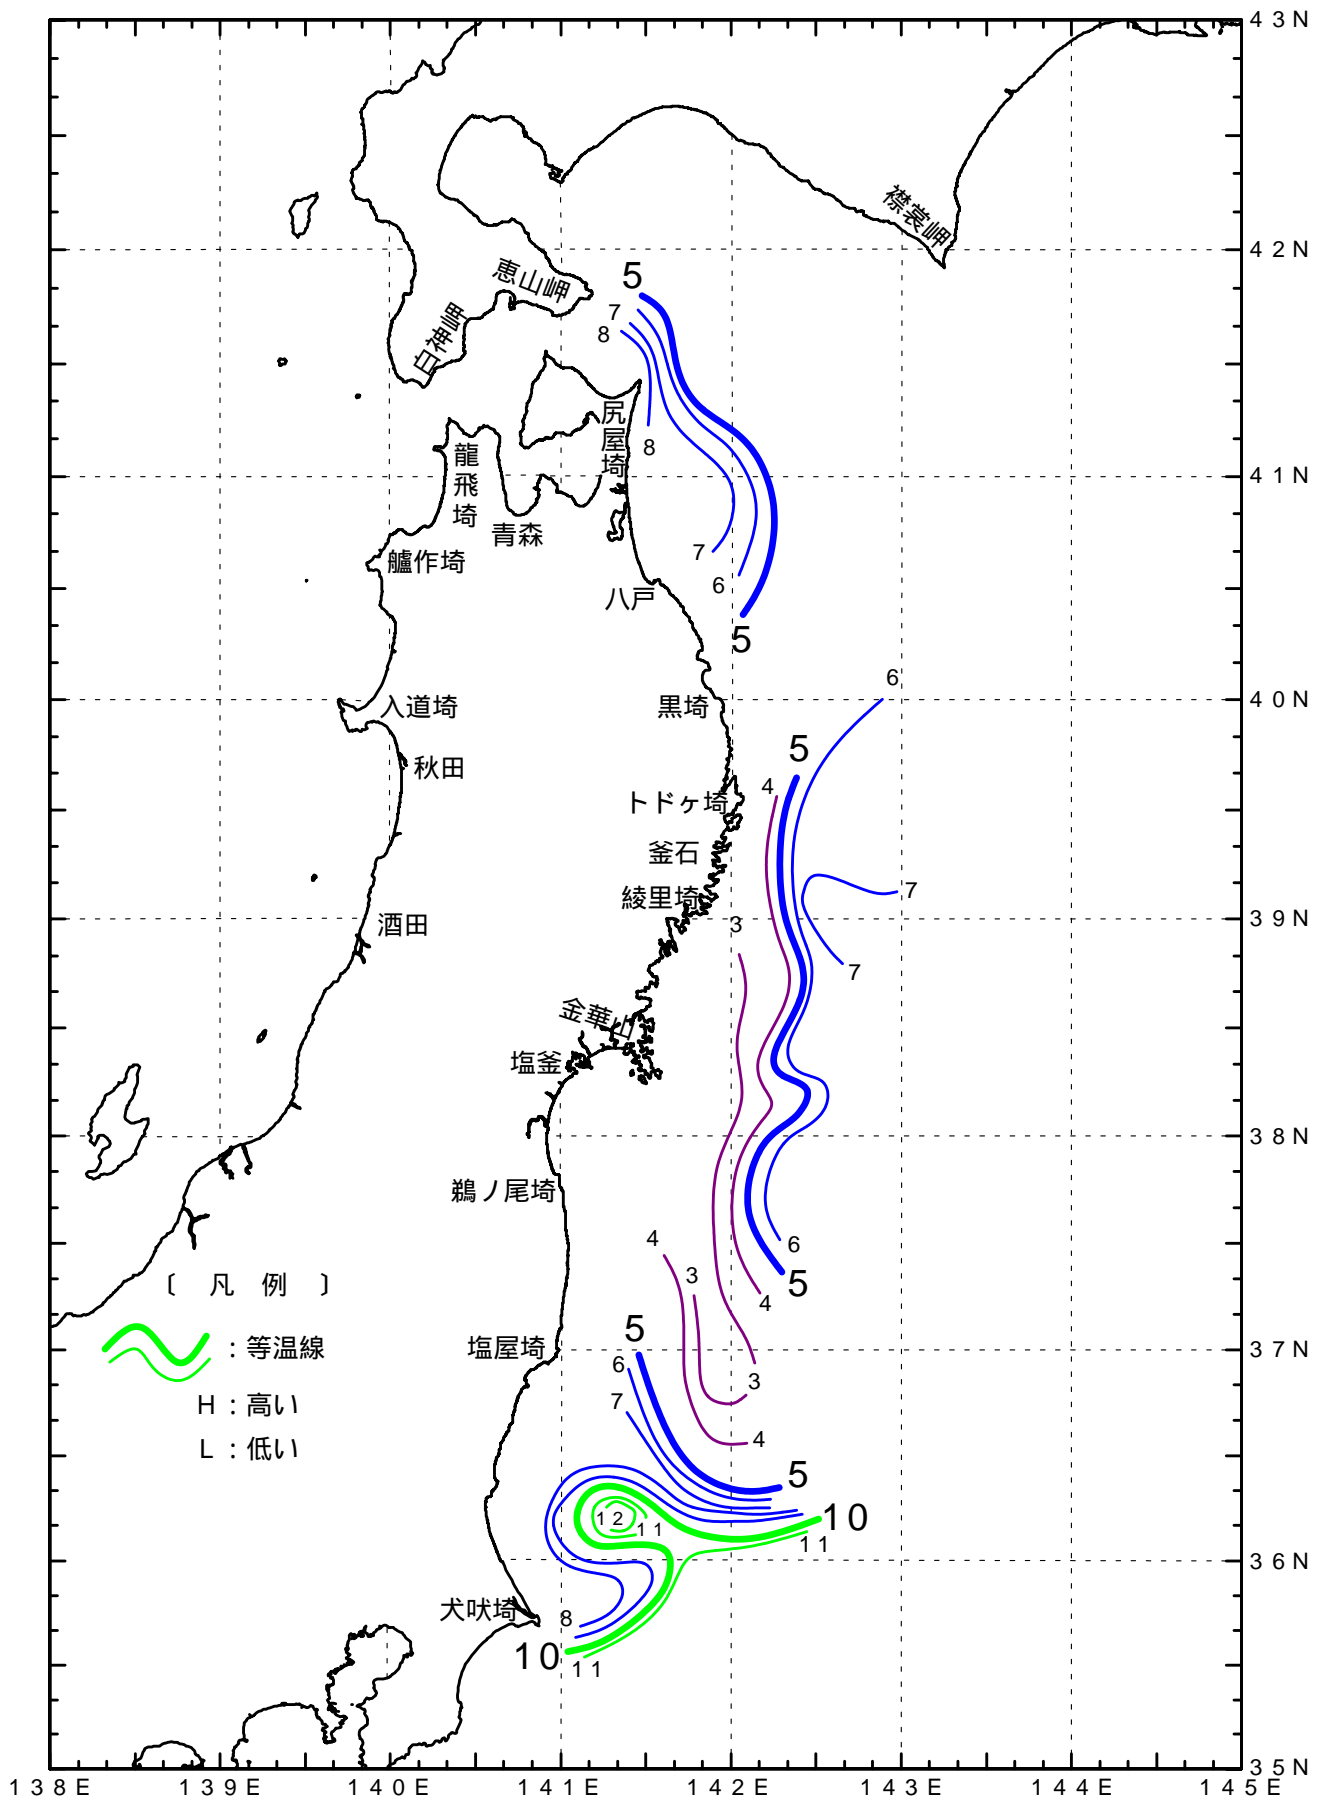 43N
襟裳岬
42N
恵山岬
5
7
8
白神岬
尻屋埼
8
龍飛埼
41N
青森
7
艫作埼
6
八戸
5
6
入道埼
黒埼
40N
5
秋田
4
トドヶ埼
釜石
7
綾里埼
3
39N
酒田
7
金華山
塩釜
38N
鵜ノ尾埼
4
6
3
5
4
〔 凡 例 〕
:等温線
5
塩屋埼
37N
6
3
7
H:高い
4
L:低い
5
12
11
10
11
36N
犬吠埼
8
10
11
35N
138E
139E
140E
141E
142E
143E
144E
145E